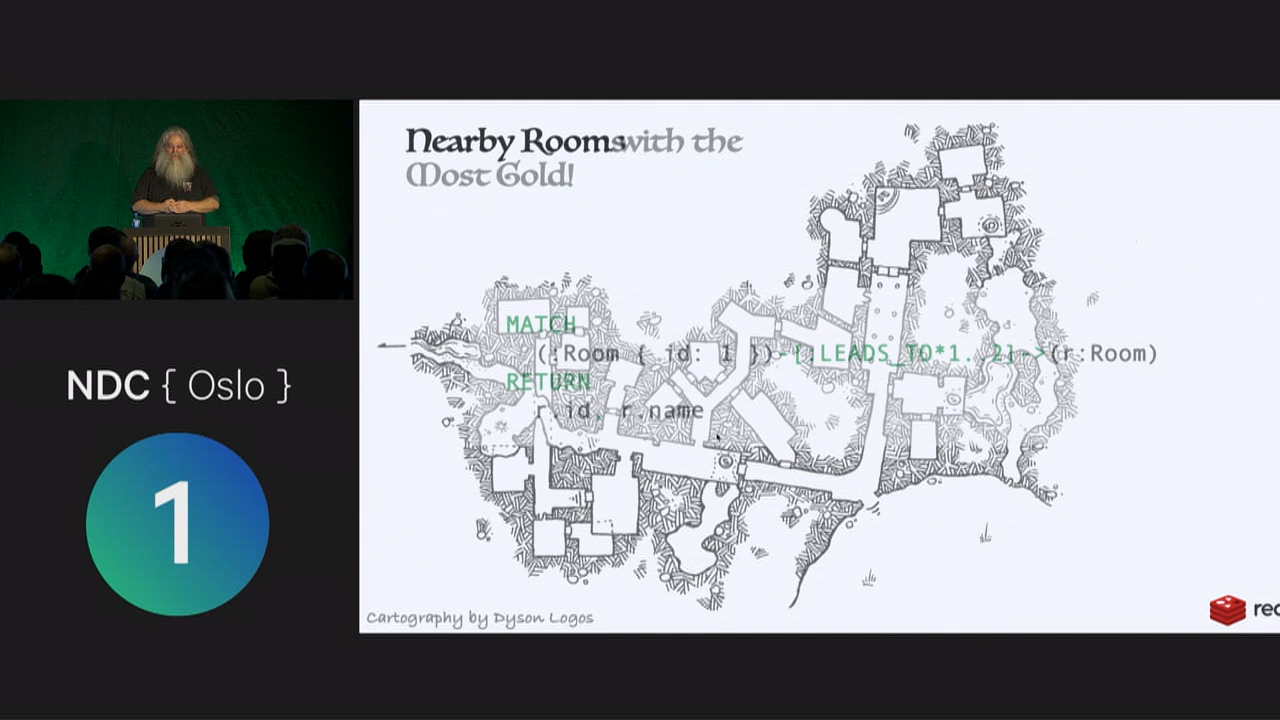 Nearby Rooms with the
Most Gold!
MATCH
(:Room { id: 1 })-[:LEADS_TO*1..2]->(r:Room)
RETURN
r.id, r.name
NDC { Oslo }
1
Cartography by Dyson Logos
red